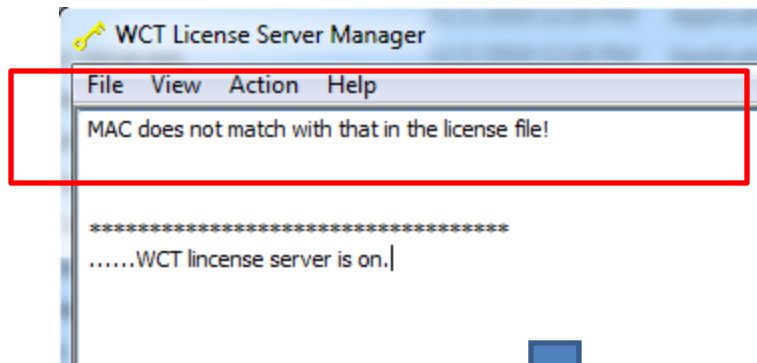 WCT License Server Manager
File View Action Help
MAC does not match with that in the license file!
***********************************
......WCT lincense server is on.